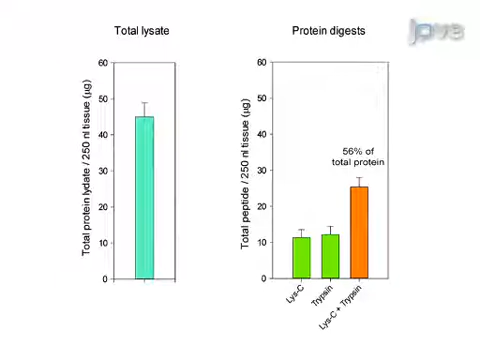 Total lysate
Protein digests
jove
Total protein lydate / 250 nl tissue (µg)
60
50
40
30
20
10
0
Total peptide / 250 nl tissue (µg)
60
50
40
30
20
10
0
56% of
total protein
Lys-C
Trypsin
Lys-C + Trypsin